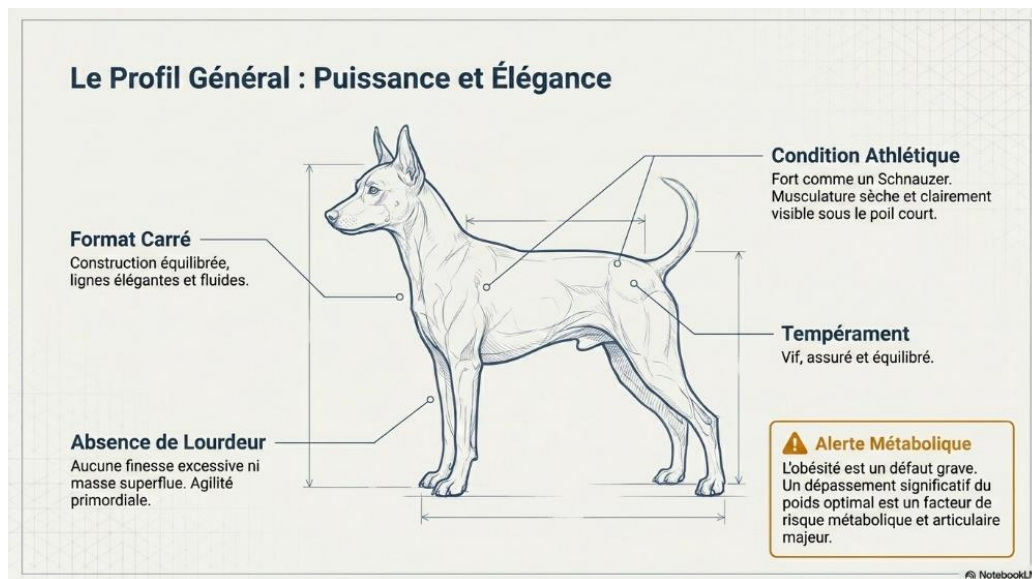 Le Profil Général : Puissance et Élégance
Format Carré
Construction équilibrée,
lignes élégantes et fluides.
Absence de Lourdeur
Aucune finesse excessive ni
masse superflue. Agilité
primordiale.
Condition Athlétique
Fort comme un Schnauzer.
Musculature sèche et clairement
visible sous le poil court.
Tempérament
Vif, assuré et équilibré.
Alerte Métabolique
L'obésité est un défaut grave.
Un dépassement significatif du
poids optimal est un facteur de
risque métabolique et articulaire
majeur.
NotebookLM